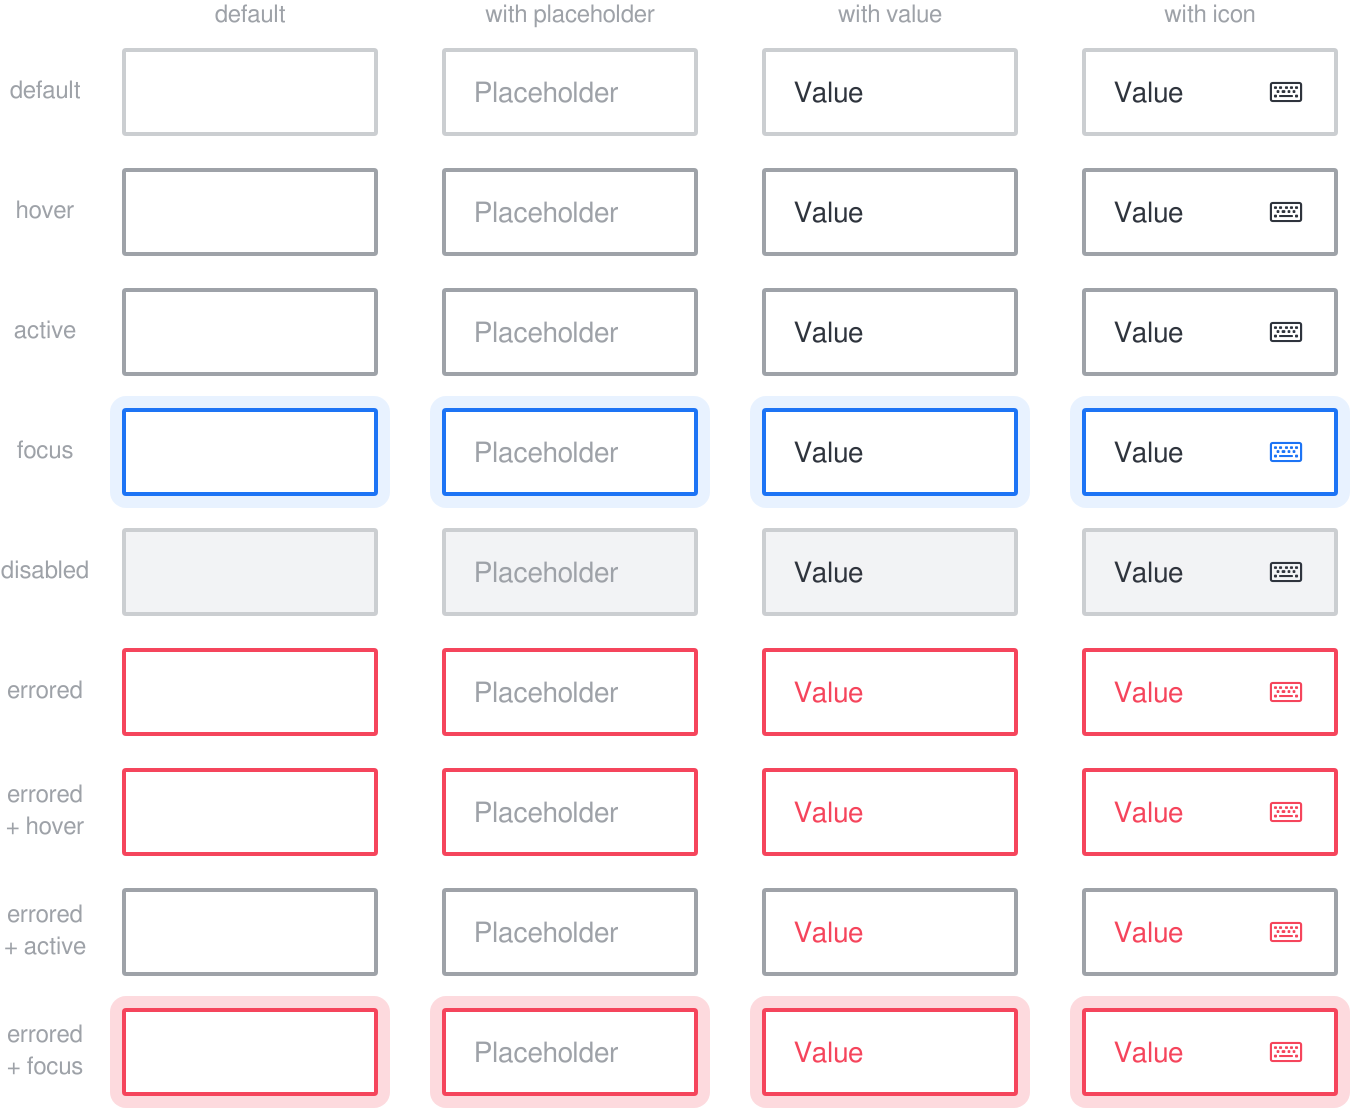 default with placeholder with value with icon
default Placeholder Value Value
hover Placeholder Value Value
active Placeholder Value Value
focus Placeholder Value Value
disabled Placeholder Value Value
errored Placeholder Value Value
errored
+ hover Placeholder Value Value
errored
+ active Placeholder Value Value
errored
+ focus Placeholder Value Value